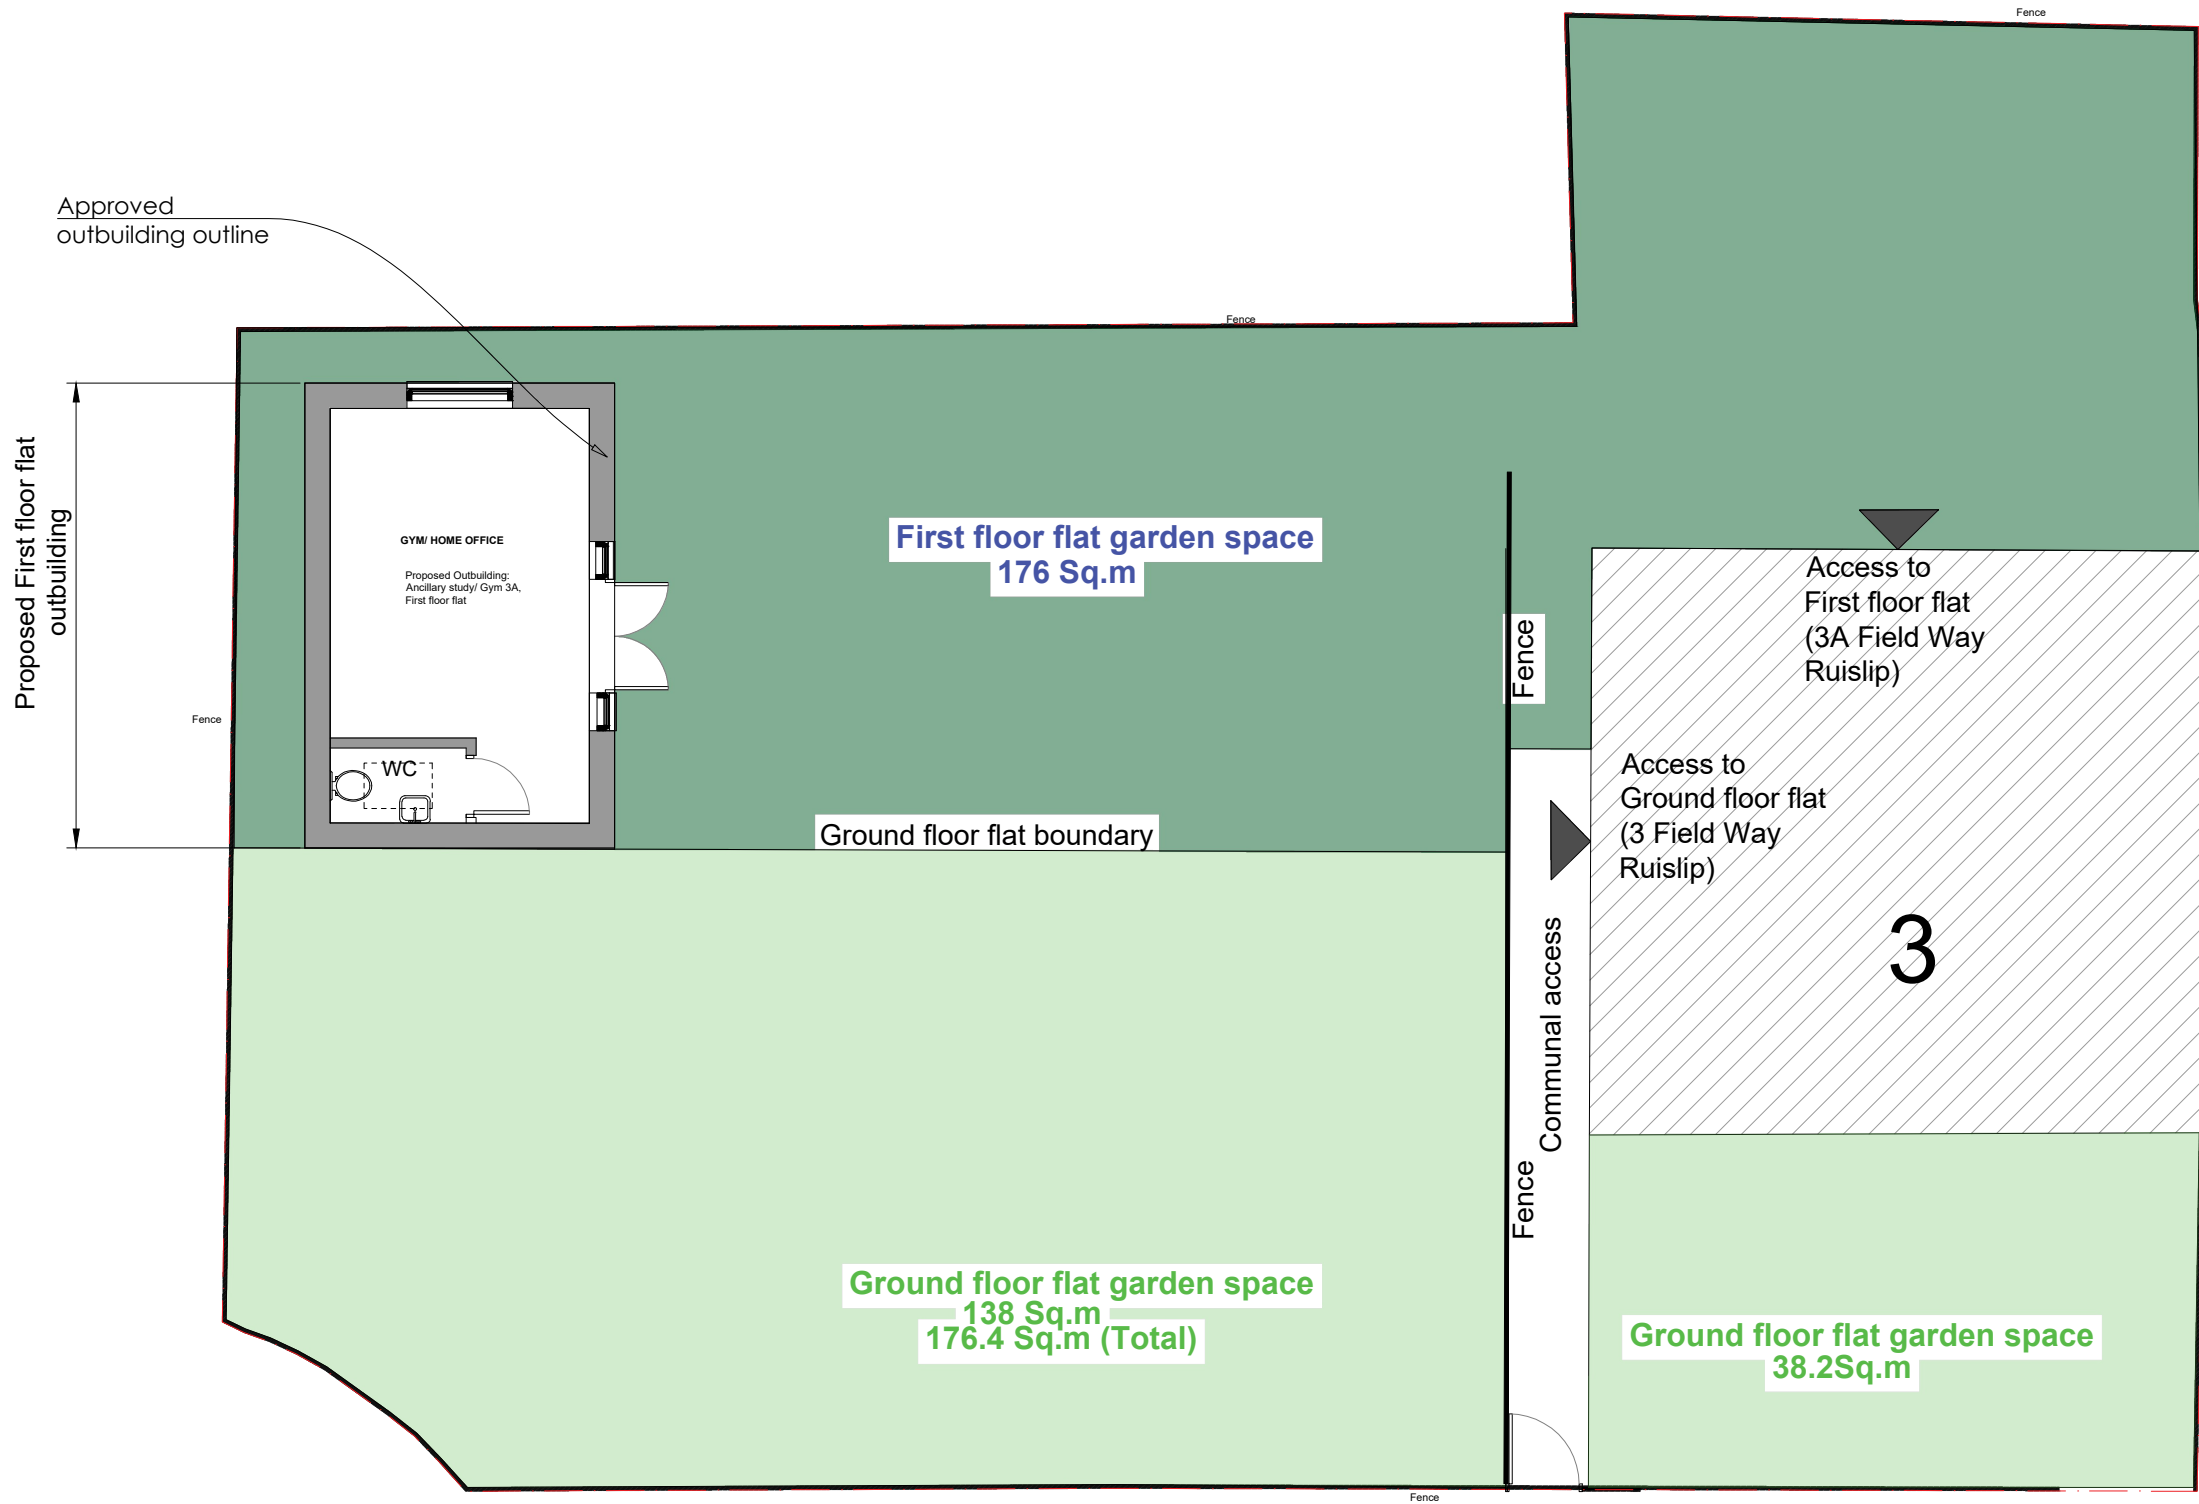 Fence
Approved
outbuilding outline
Fence
Proposed First floor flat
outbuilding
GYM/ HOME OFFICE
Proposed Outbuilding:
Ancillary study/ Gym 3A,
First floor flat
First floor flat garden space
176 Sq.m
Access to
First floor flat
(3A Field Way
Ruislip)
Fence
Fence
WC
Access to
Ground floor flat
(3 Field Way
Ruislip)
Ground floor flat boundary
3
Communal access
Fence
Ground floor flat garden space
138 Sq.m
176.4 Sq.m (Total)
Ground floor flat garden space
38.2Sq.m
Fence